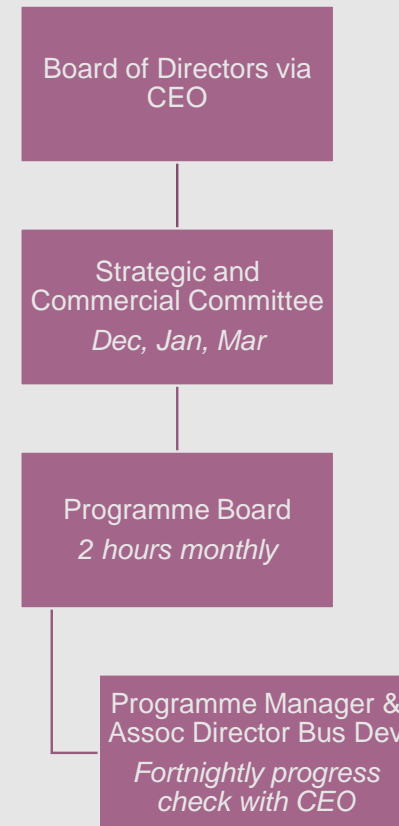 Board of Directors via
CEO
Strategic and
Commercial Committee
Dec, Jan, Mar
Programme Board
2 hours monthly
Programme Manager &
Assoc Director Bus Dev
Fortnightly progress
check with CEO